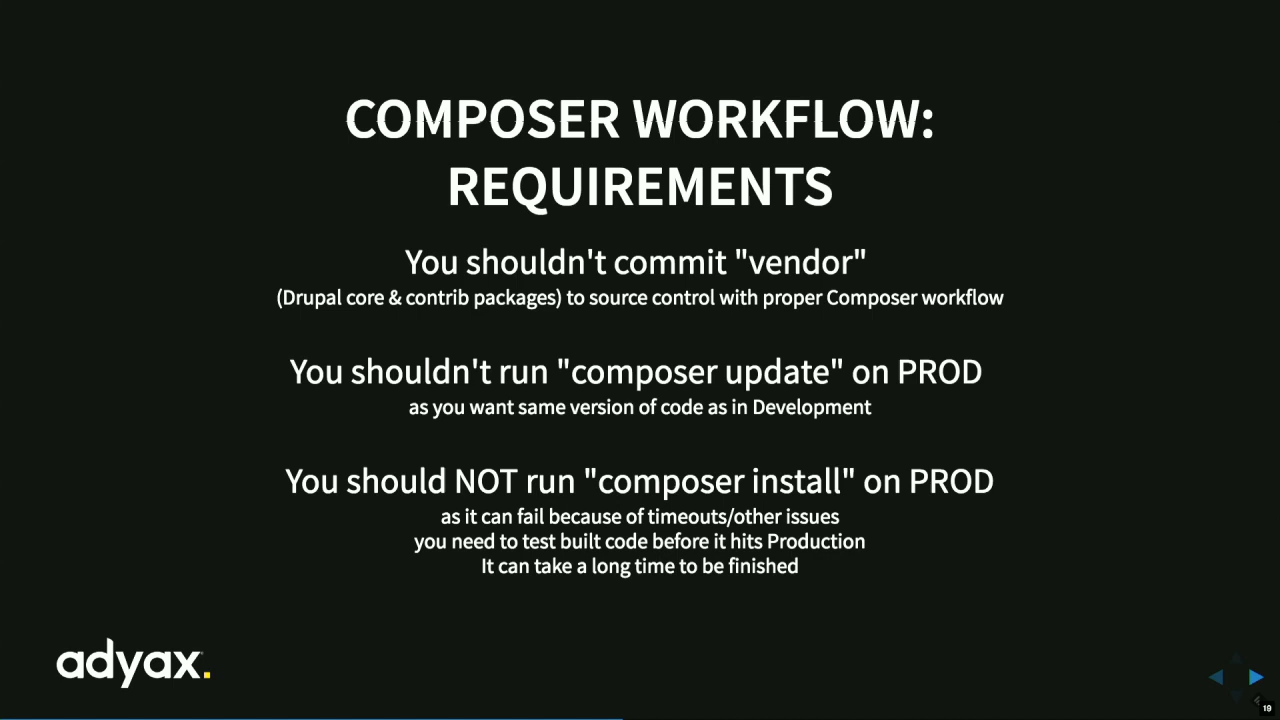 COMPOSER WORKFLOW:
REQUIREMENTS
You shouldn't commit "vendor"
(Drupal core & contrib packages) to source control with proper Composer workflow
You shouldn't run "composer update" on PROD
as you want same version of code as in Development
You should NOT run "composer install" on PROD
as it can fail because of timeouts/other issues
you need to test built code before it hits Production
It can take a long time to be finished
adyax.
19